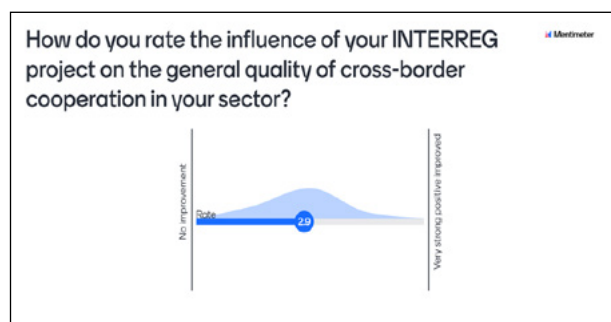 How do you rate the influence of your INTERREG
project on the general quality of cross-border
cooperation in your sector?
Mentimeter
No improvement
Rate
2.9
Very strong positive improved